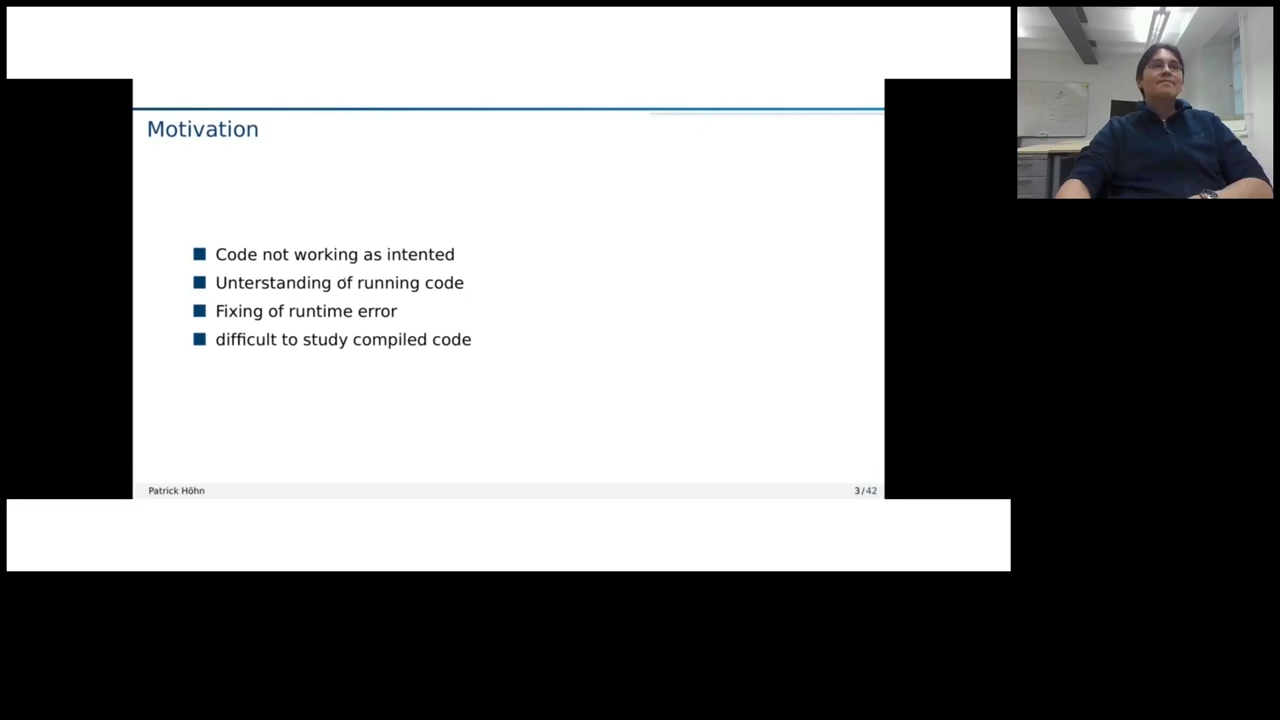 Motivation
Code not working as intented
Unterstanding of running code
Fixing of runtime error
difficult to study compiled code
Patrick Höhn
3/42